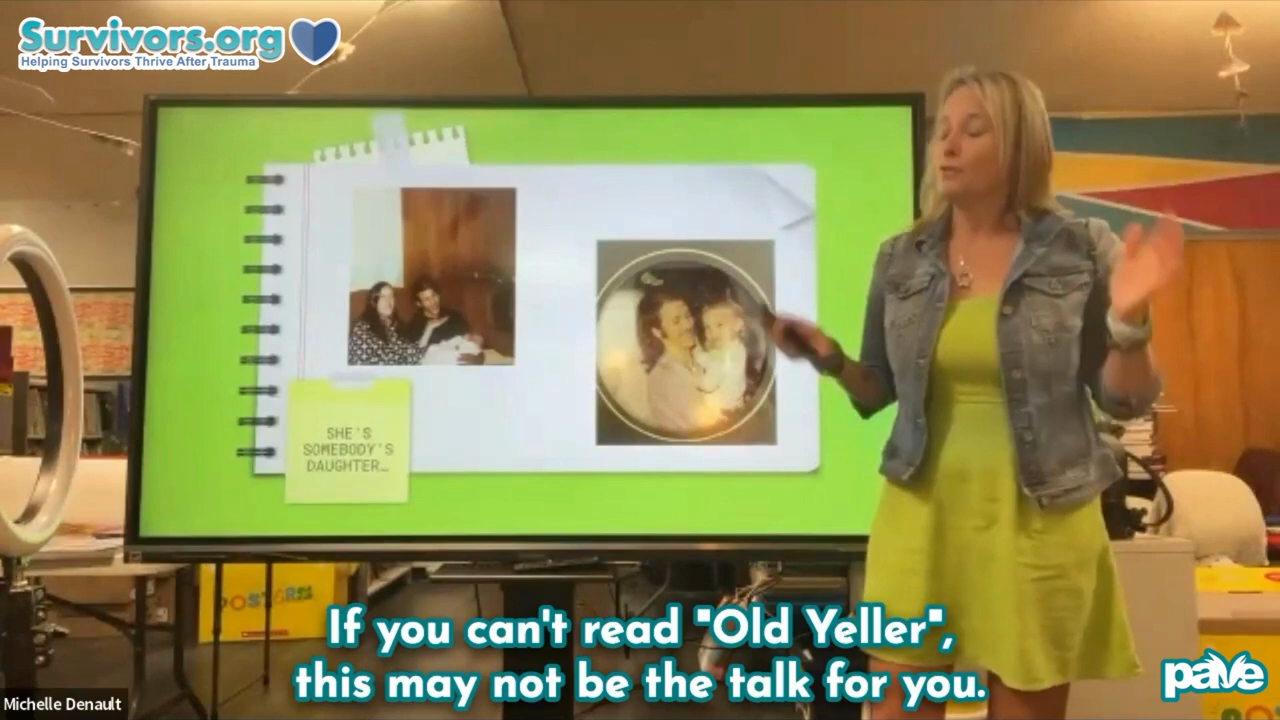 Survivors.org
Helping Survivors Thrive After Trauma
SHE'S
SOMEBODY'S
DAUGHTER...
POSTERS
If you can't read "Old Yeller",
this may not be the talk for you.
Michelle Denault
pave